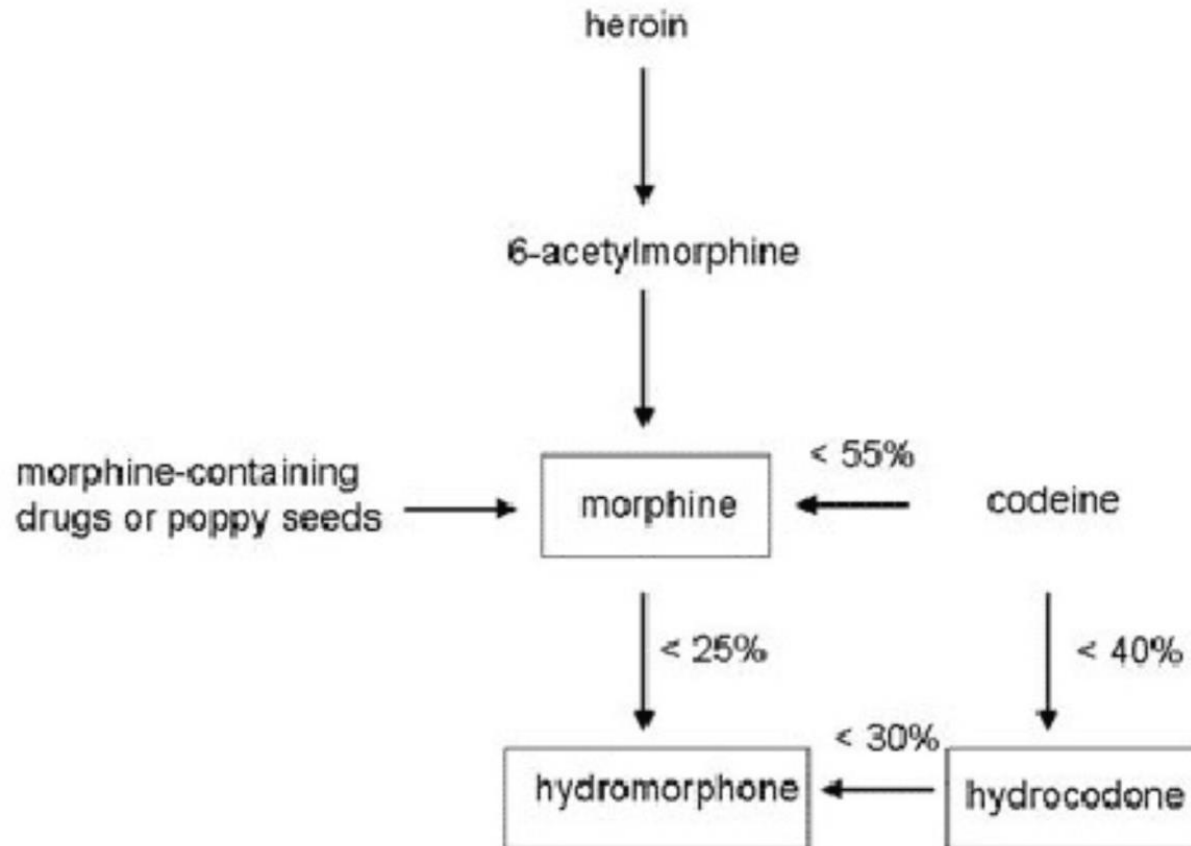 heroin
6-acetylmorphine
< 55%
morphine-containing
drugs or poppy seeds
morphine
codeine
< 25%
< 40%
< 30%
hydromorphone
hydrocodone